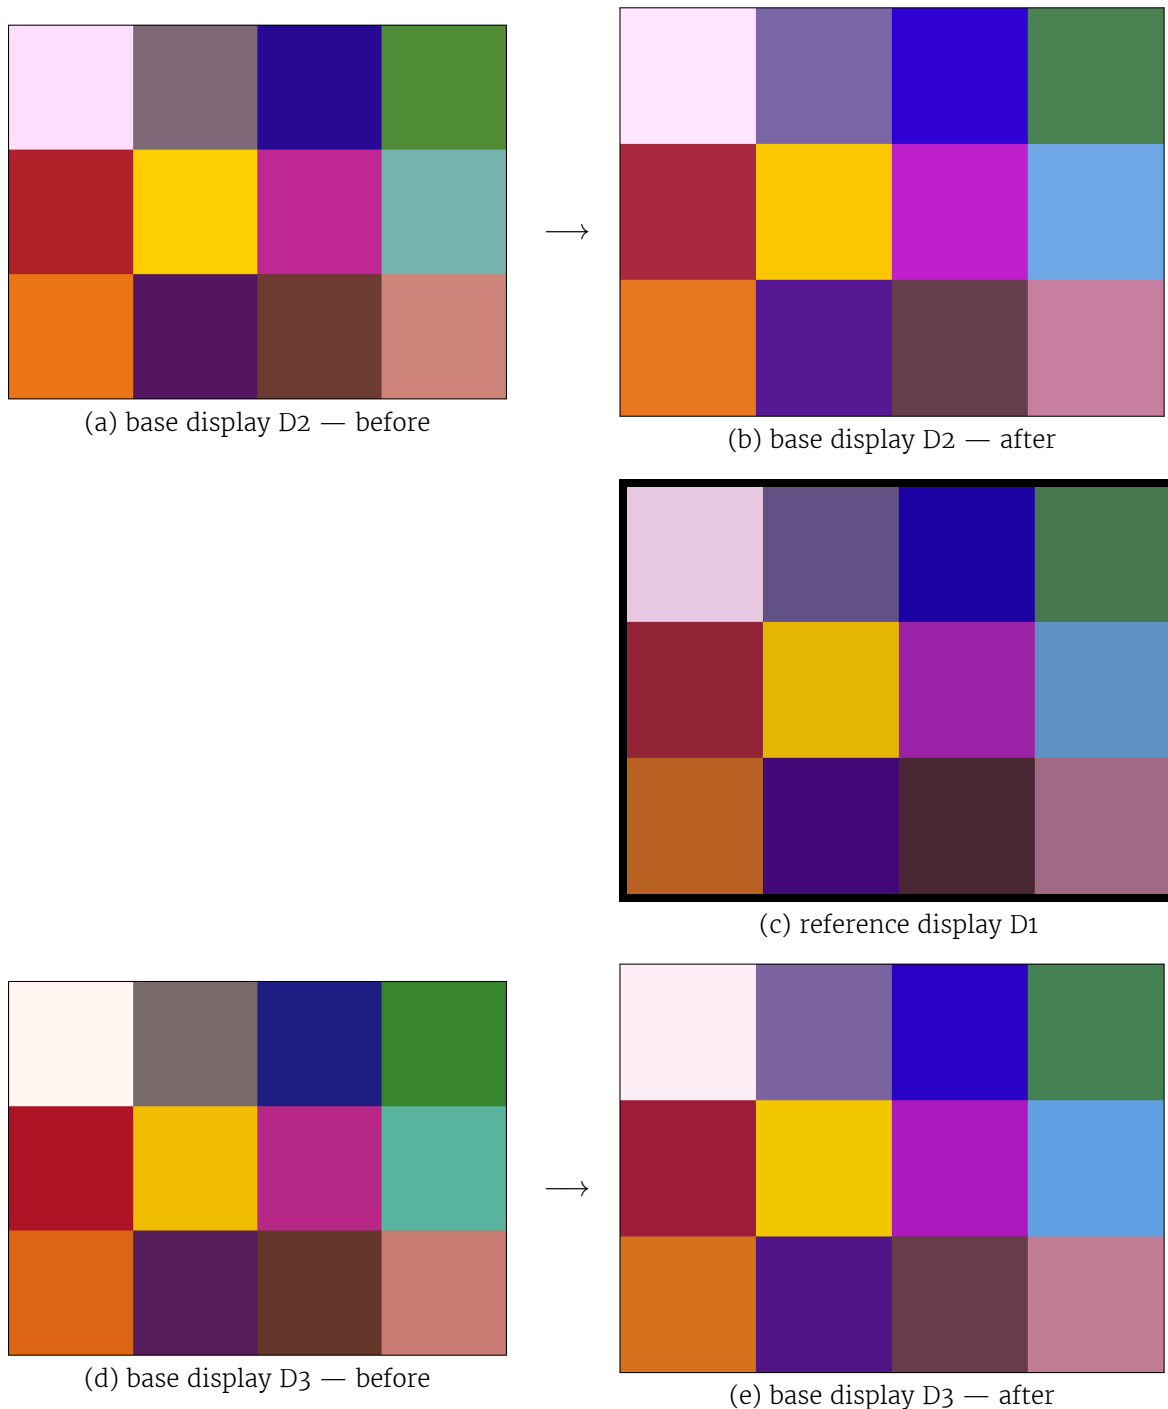 (a) base display D2 — before
(b) base display D2 — after
(c) reference display D1
(d) base display D3 — before
(e) base display D3 — after